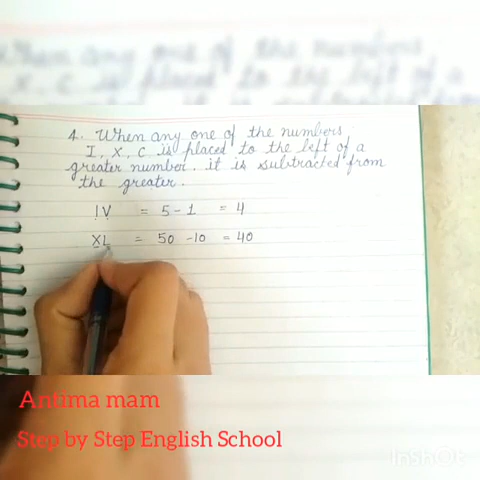 4. When any one of the numbers
I, X, C is placed to the left of a
greater number. it is subtracted from
the greater.
IV = 5 - 1 = 4
XL = 50 - 10 = 40
Antima mam
Step by Step English School
InShOt